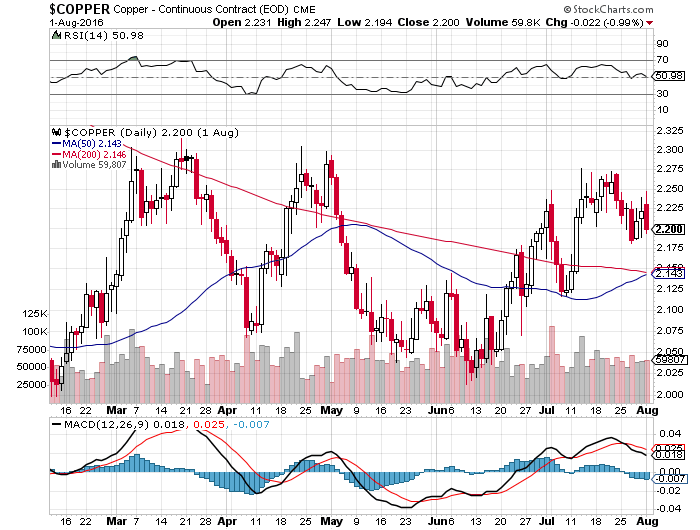 $COPPER Copper - Continuous Contract (EOD) CME © StockCharts.com
1-Aug-2016 Open 2.231 High 2.247 Low 2.194 Close 2.200 Volume 59.8K Chg -0.022 (-0.99%)
RSI(14) 50.98
90
70
50.98
30
10
$COPPER (Daily) 2.200 (1 Aug)
MA(50) 2.143
MA(200) 2.146
Volume 59,807
2.325
2.300
2.275
2.250
2.225
2.200
2.175
2.143
2.125
2.100
2.075
2.050
59807
2.025
2.000
125K
100K
75000
50000
25000
16 22 Mar 7 14 21 28 Apr 11 18 25 May 9 16 23 Jun 6 13 20 27 Jul 11 18 25 Aug
MACD(12,26,9) 0.018, 0.025, -0.007
0.04
0.025
0.018
0.00
-0.007
-0.02
-0.04
16 22 Mar 7 14 21 28 Apr 11 18 25 May 9 16 23 Jun 6 13 20 27 Jul 11 18 25 Aug